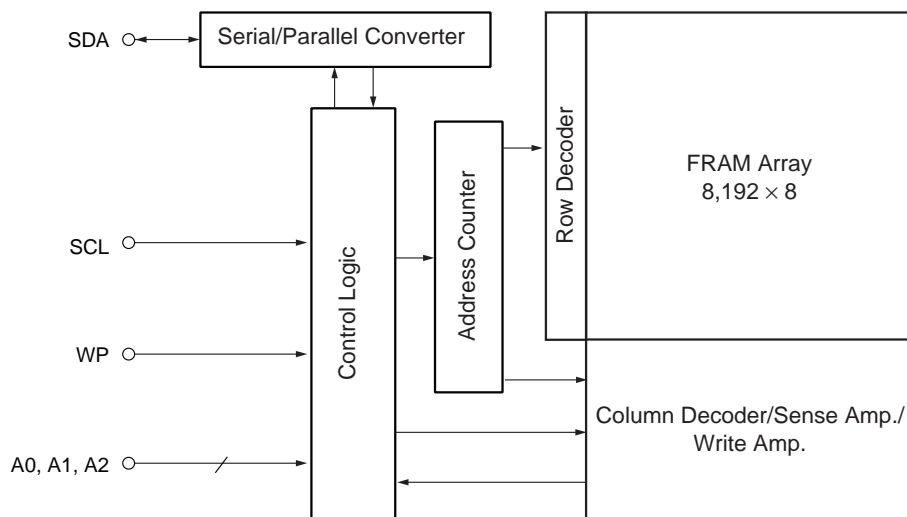 SDA
Serial/Parallel Converter
SCL
WP
A0, A1, A2
Control Logic
Address Counter
Row Decoder
FRAM Array
8,192 × 8
Column Decoder/Sense Amp./
Write Amp.